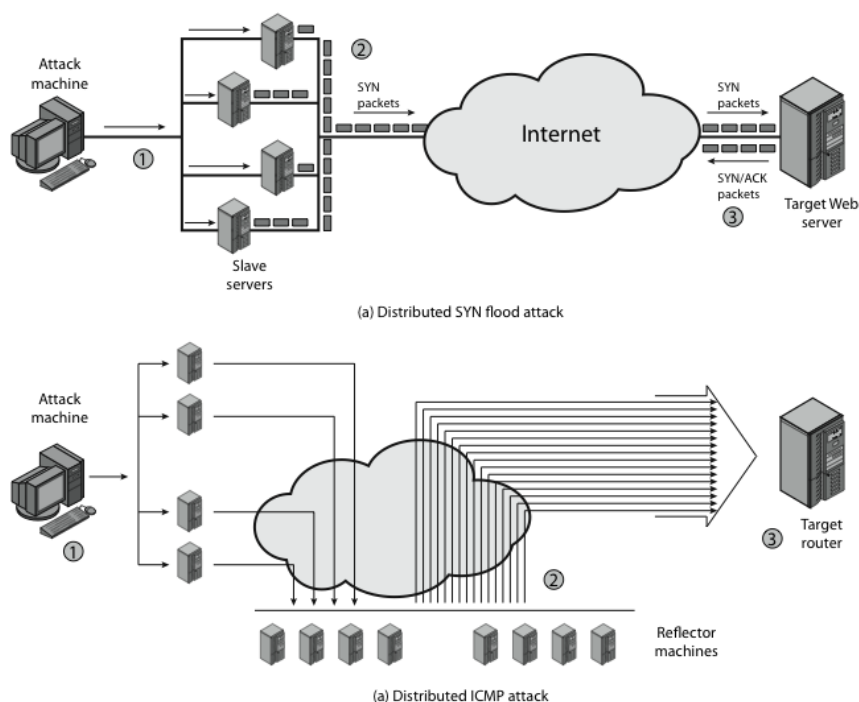 Attack
machine
1
2
SYN
packets
Internet
SYN
packets
SYN/ACK
packets
3
Target Web
server
Slave
servers
(a) Distributed SYN flood attack
Attack
machine
1
2
3
Target
router
Reflector
machines
(a) Distributed ICMP attack